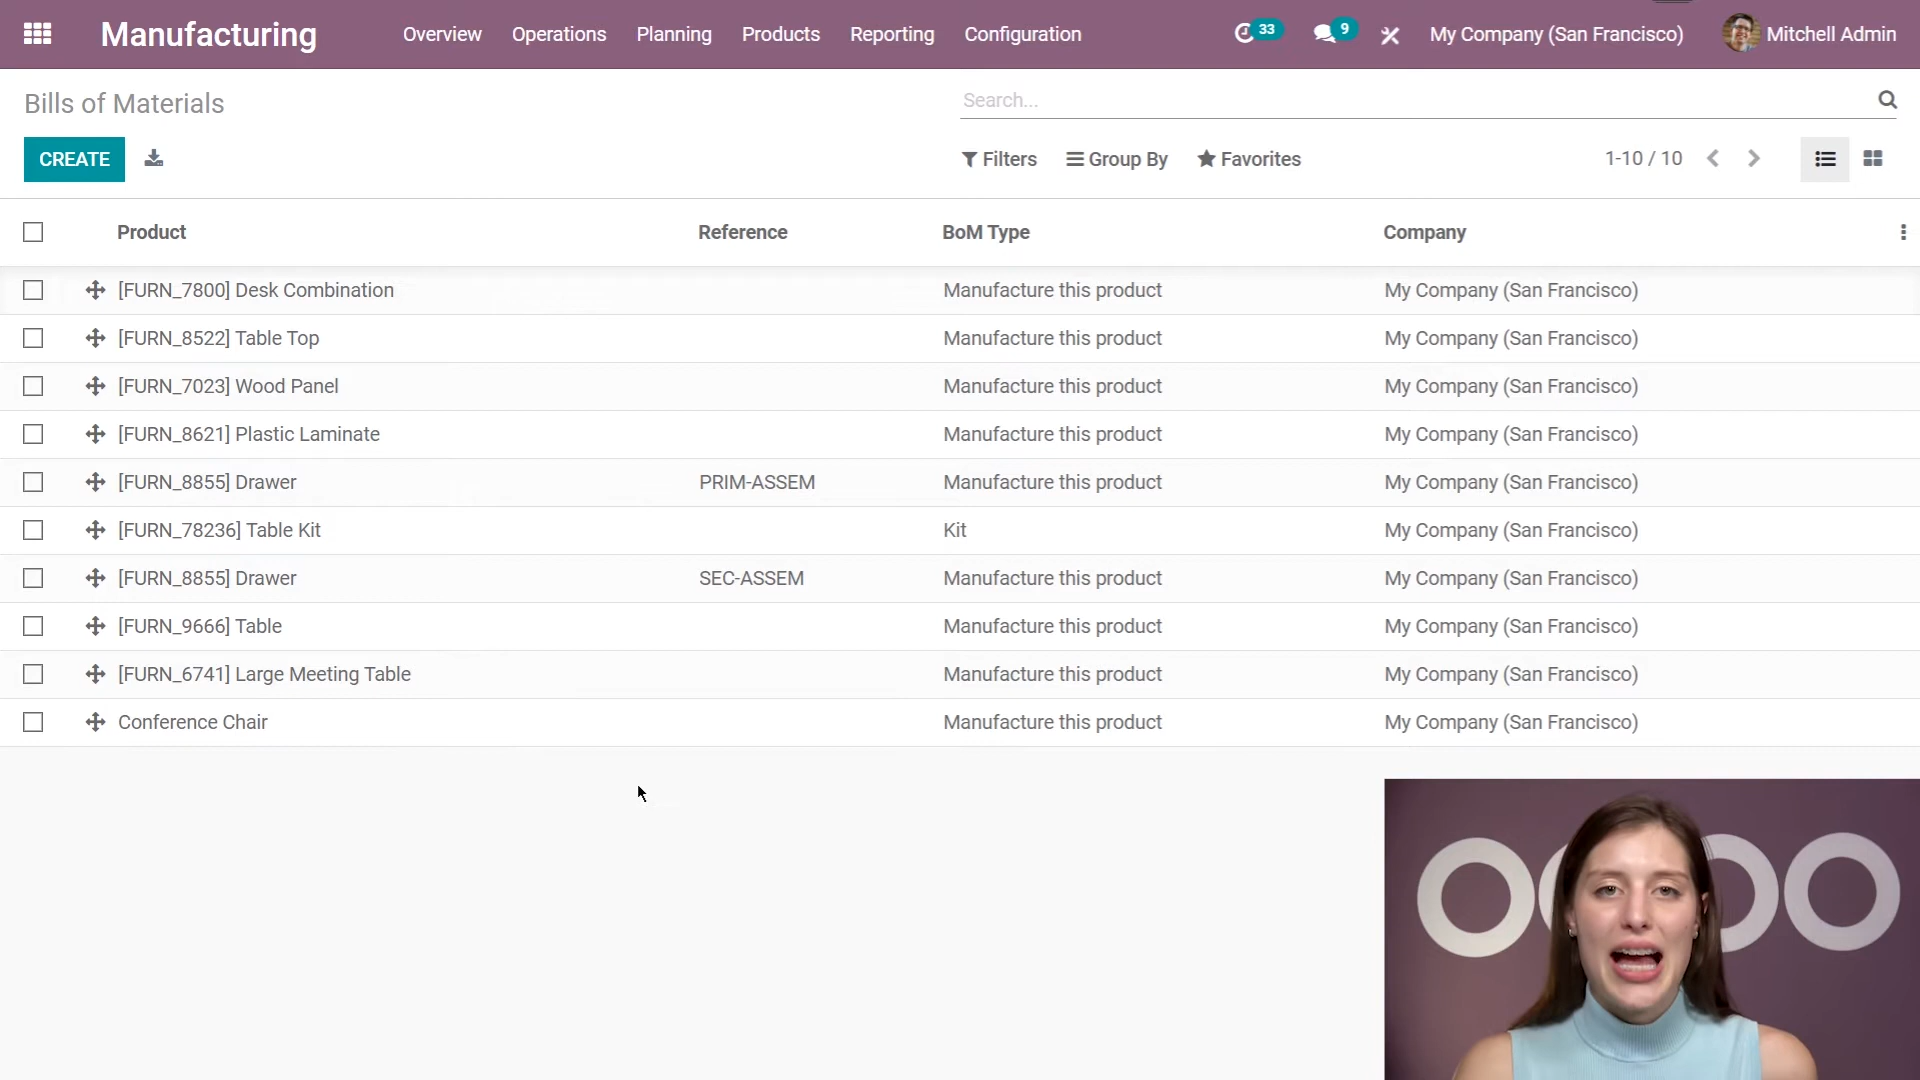 Manufacturing Overview Operations Planning Products Reporting Configuration 33 9 My Company (San Francisco) Mitchell Admin
Bills of Materials Search...
CREATE Filters Group By Favorites 1-10 / 10
Product Reference BoM Type Company
[FURN_7800] Desk Combination Manufacture this product My Company (San Francisco)
[FURN_8522] Table Top Manufacture this product My Company (San Francisco)
[FURN_7023] Wood Panel Manufacture this product My Company (San Francisco)
[FURN_8621] Plastic Laminate Manufacture this product My Company (San Francisco)
[FURN_8855] Drawer PRIM-ASSEM Manufacture this product My Company (San Francisco)
[FURN_78236] Table Kit Kit My Company (San Francisco)
[FURN_8855] Drawer SEC-ASSEM Manufacture this product My Company (San Francisco)
[FURN_9666] Table Manufacture this product My Company (San Francisco)
[FURN_6741] Large Meeting Table Manufacture this product My Company (San Francisco)
Conference Chair Manufacture this product My Company (San Francisco)